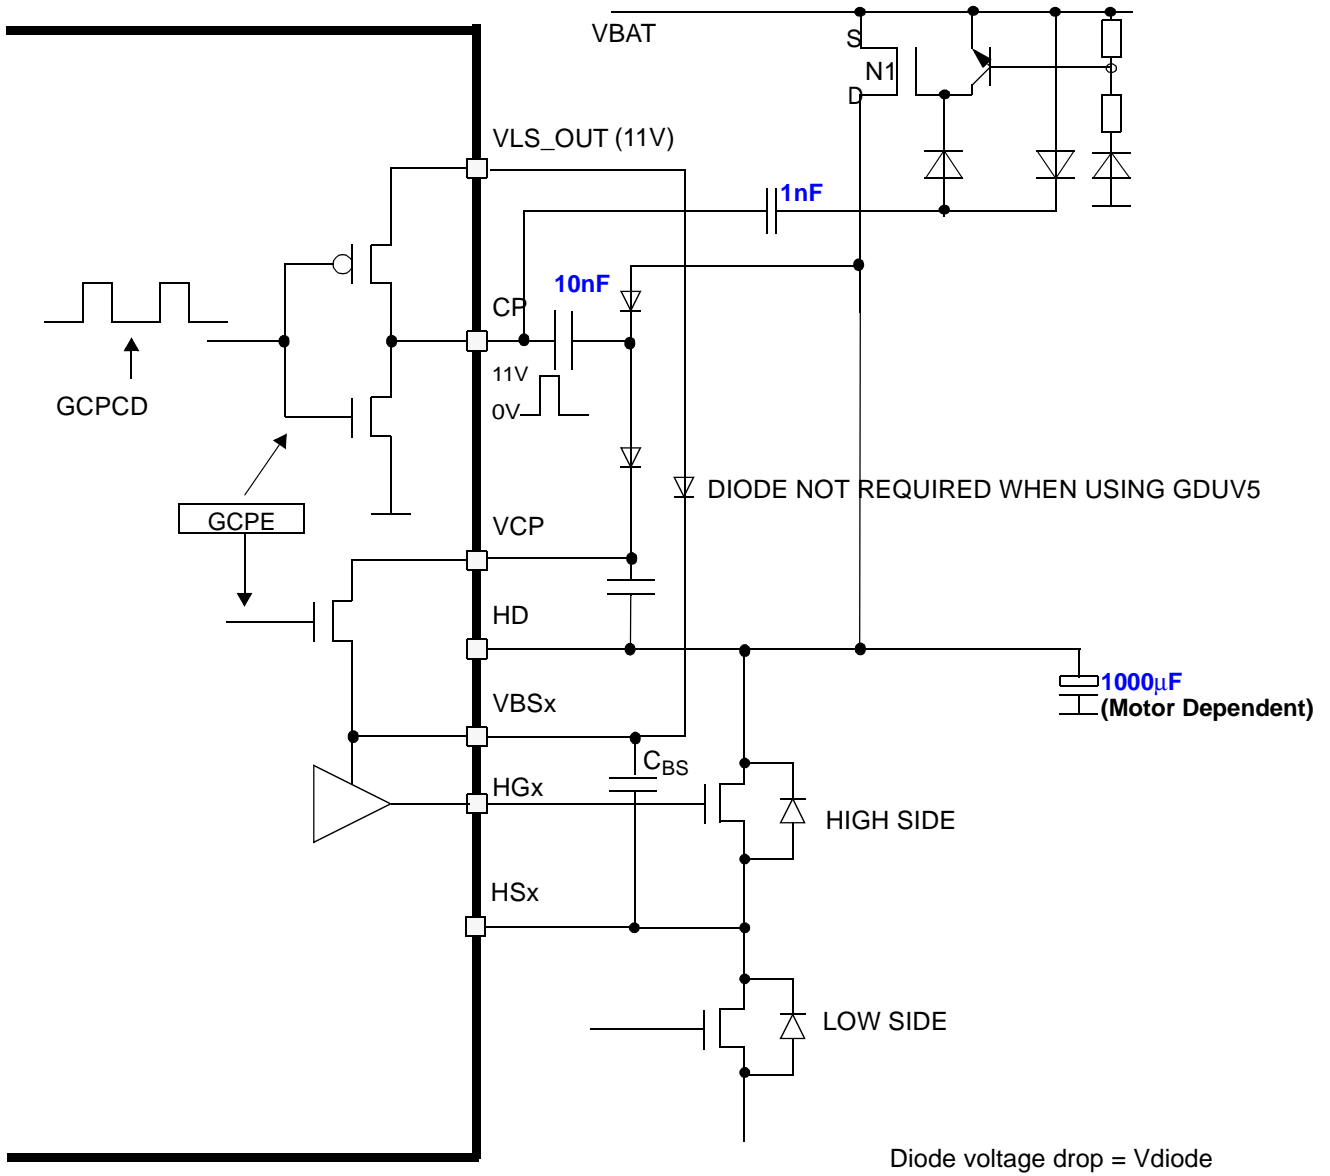 VBAT
S
N1
D
VLS_OUT (11V)
1nF
10nF
CP
11V
0V
GCPCD
DIODE NOT REQUIRED WHEN USING GDUV5
GCPE
VCP
HD
1000µF
(Motor Dependent)
VBSx
CBS
HGx
HIGH SIDE
HSx
LOW SIDE
Diode voltage drop = Vdiode